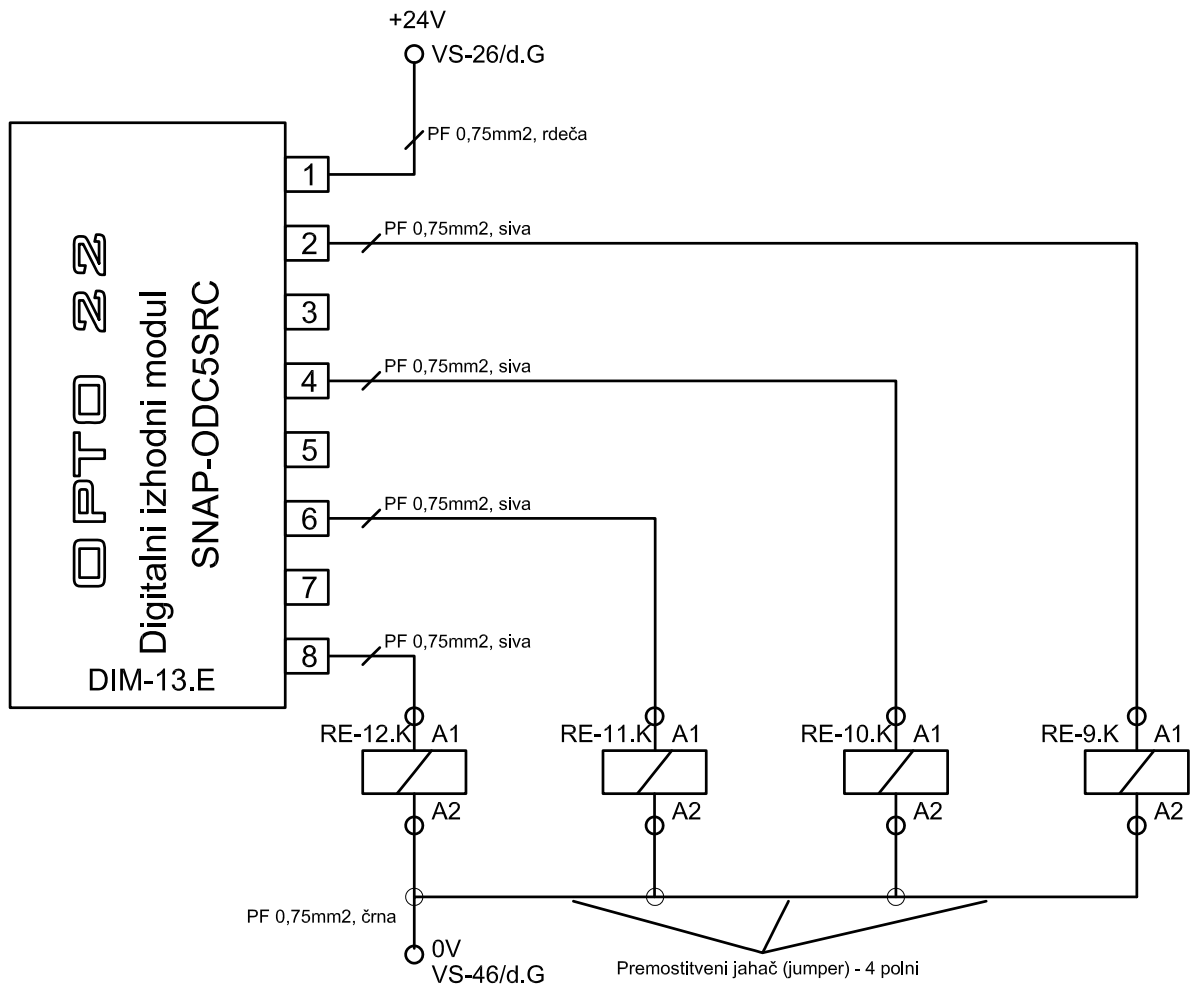 +24V
VS-26/d.G
PF 0,75mm2, rdeča
1
PF 0,75mm2, siva
2
3
PF 0,75mm2, siva
4
5
PF 0,75mm2, siva
6
7
PF 0,75mm2, siva
8
OPTO 22
Digitalni izhodni modul
SNAP-ODC5SRC
DIM-13.E
RE-12.K A1
RE-11.K A1
RE-10.K A1
RE-9.K A1
A2
A2
A2
A2
PF 0,75mm2, črna
0V
VS-46/d.G
Premostitveni jahač (jumper) - 4 polni